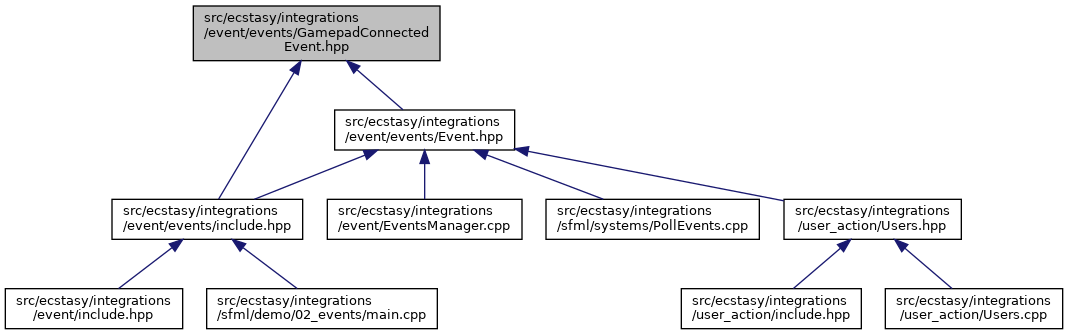 src/ecstasy/integrations
/event/events/GamepadConnected
Event.hpp
src/ecstasy/integrations
/event/events/Event.hpp
src/ecstasy/integrations
/event/events/include.hpp
src/ecstasy/integrations
/event/EventsManager.cpp
src/ecstasy/integrations
/sfml/systems/PollEvents.cpp
src/ecstasy/integrations
/user_action/Users.hpp
src/ecstasy/integrations
/event/include.hpp
src/ecstasy/integrations
/sfml/demo/02_events/main.cpp
src/ecstasy/integrations
/user_action/include.hpp
src/ecstasy/integrations
/user_action/Users.cpp